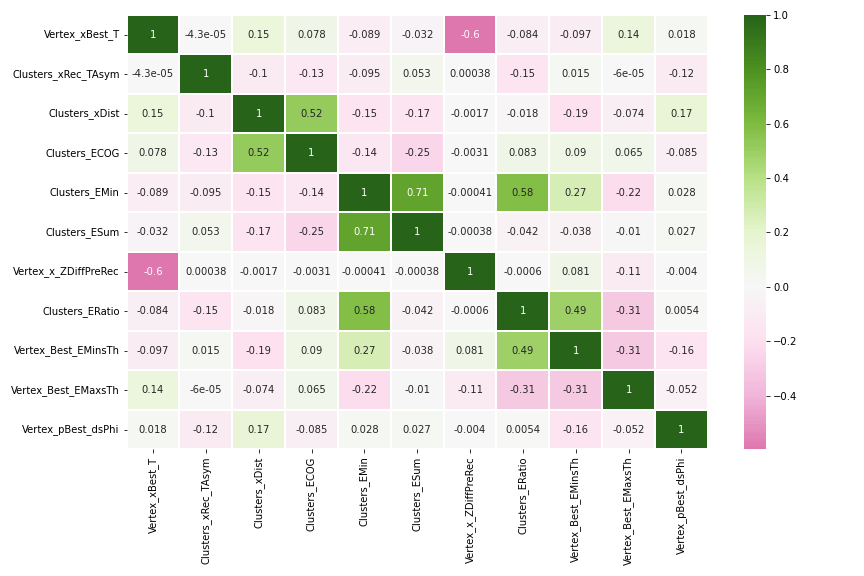 Vertex_xBest_T 1 -4.3e-05 0.15 0.078 -0.089 -0.032 -0.6 -0.084 -0.097 0.14 0.018
Clusters_xRec_TAsym -4.3e-05 1 -0.1 -0.13 -0.095 0.053 0.00038 -0.15 0.015 -6e-05 -0.12
Clusters_xDist 0.15 -0.1 1 0.52 -0.15 -0.17 -0.0017 -0.018 -0.19 -0.074 0.17
Clusters_ECOG 0.078 -0.13 0.52 1 -0.14 -0.25 -0.0031 0.083 0.09 0.065 -0.085
Clusters_EMin -0.089 -0.095 -0.15 -0.14 1 0.71 -0.00041 0.58 0.27 -0.22 0.028
Clusters_ESum -0.032 0.053 -0.17 -0.25 0.71 1 -0.00038 -0.042 -0.038 -0.01 0.027
Vertex_x_ZDiffPreRec -0.6 0.00038 -0.0017 -0.0031 -0.00041 -0.00038 1 -0.0006 0.081 -0.11 -0.004
Clusters_ERatio -0.084 -0.15 -0.018 0.083 0.58 -0.042 -0.0006 1 0.49 -0.31 0.0054
Vertex_Best_EMinsTh -0.097 0.015 -0.19 0.09 0.27 -0.038 0.081 0.49 1 -0.31 -0.16
Vertex_Best_EMaxsTh 0.14 -6e-05 -0.074 0.065 -0.22 -0.01 -0.11 -0.31 -0.31 1 -0.052
Vertex_pBest_dsPhi 0.018 -0.12 0.17 -0.085 0.028 0.027 -0.004 0.0054 -0.16 -0.052 1
Vertex_xBest_T
Clusters_xRec_TAsym
Clusters_xDist
Clusters_ECOG
Clusters_EMin
Clusters_ESum
Vertex_x_ZDiffPreRec
Clusters_ERatio
Vertex_Best_EMinsTh
Vertex_Best_EMaxsTh
Vertex_pBest_dsPhi
1.0
0.8
0.6
0.4
0.2
0.0
−0.2
−0.4